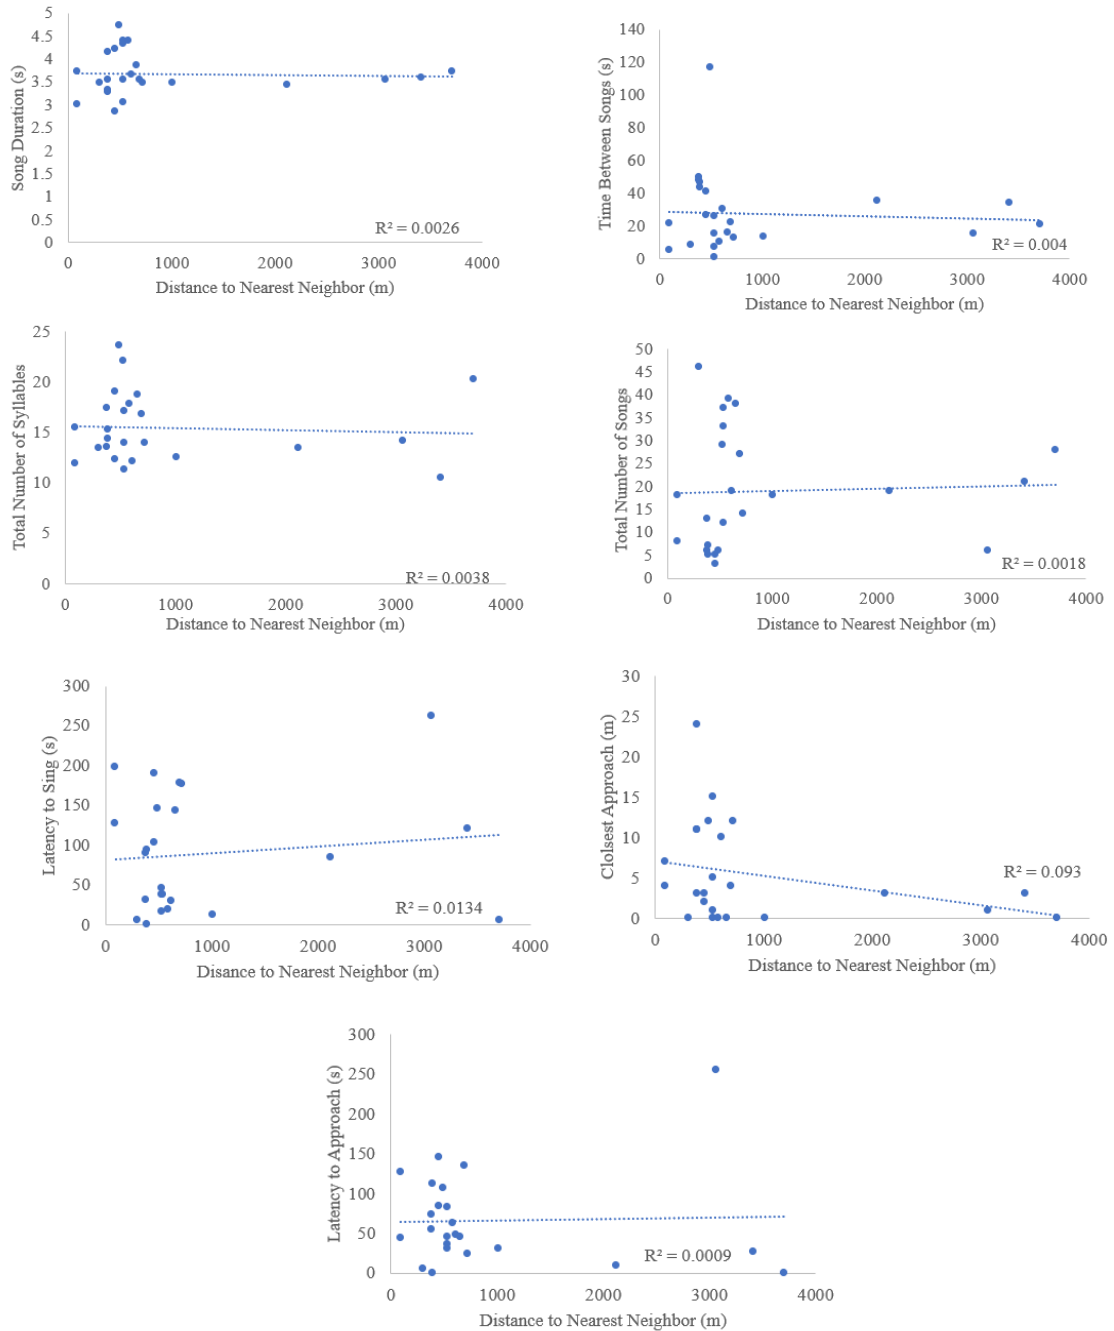 Song Duration (s)
5
4.5
4
3.5
3
2.5
2
1.5
1
0.5
0
R² = 0.0026
0 1000 2000 3000 4000
Distance to Nearest Neighbor (m)
Time Between Songs (s)
140
120
100
80
60
40
20
0
R² = 0.004
0 1000 2000 3000 4000
Distance to Nearest Neighbor (m)
Total Number of Syllables
25
20
15
10
5
0
R² = 0.0038
0 1000 2000 3000 4000
Distance to Nearest Neighbor (m)
Total Number of Songs
50
45
40
35
30
25
20
15
10
5
0
R² = 0.0018
0 1000 2000 3000 4000
Distance to Nearest Neighbor (m)
Latency to Sing (s)
300
250
200
150
100
50
0
R² = 0.0134
0 1000 2000 3000 4000
Disance to Nearest Neighbor (m)
Clolsest Approach (m)
30
25
20
15
10
5
0
R² = 0.093
0 1000 2000 3000 4000
Distance to Nearest Neighbor (m)
Latency to Approach (s)
300
250
200
150
100
50
0
R² = 0.0009
0 1000 2000 3000 4000
Distance to Nearest Neighbor (m)